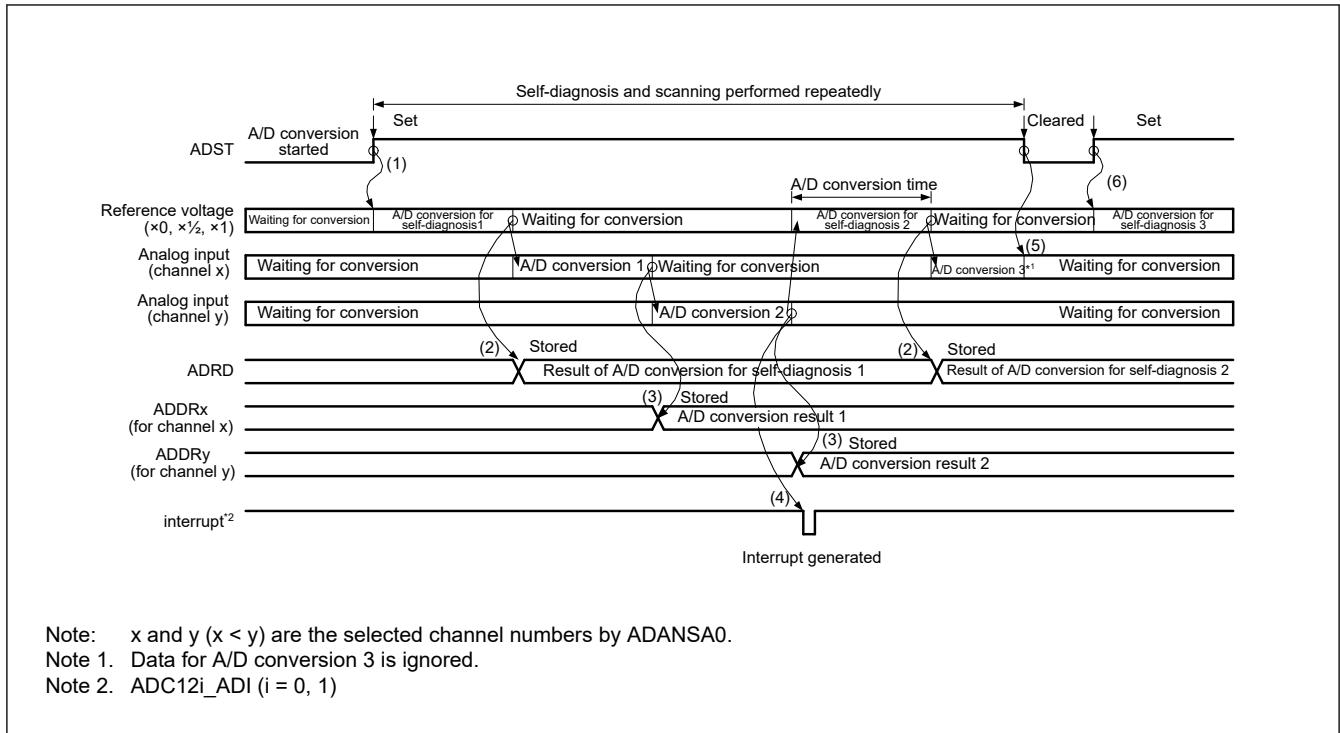 Self-diagnosis and scanning performed repeatedly
A/D conversion
started
Set
Cleared
Set
ADST
(1)
(6)
A/D conversion time
Reference voltage
(×0, ×½, ×1)
Waiting for conversion
A/D conversion for
self-diagnosis1
Waiting for conversion
A/D conversion for
self-diagnosis 2
Waiting for conversion
A/D conversion for
self-diagnosis 3
(5)
Analog input
(channel x)
Waiting for conversion
A/D conversion 1
Waiting for conversion
A/D conversion 3*1
Waiting for conversion
Analog input
(channel y)
Waiting for conversion
A/D conversion 2
Waiting for conversion
(2)
Stored
(2)
Stored
ADRD
Result of A/D conversion for self-diagnosis 1
Result of A/D conversion for self-diagnosis 2
(3)
Stored
ADDRx
(for channel x)
A/D conversion result 1
(3)
Stored
ADDRy
(for channel y)
A/D conversion result 2
(4)
interrupt*2
Interrupt generated
Note: x and y (x < y) are the selected channel numbers by ADANSA0.
Note 1. Data for A/D conversion 3 is ignored.
Note 2. ADC12i_ADI (i = 0, 1)